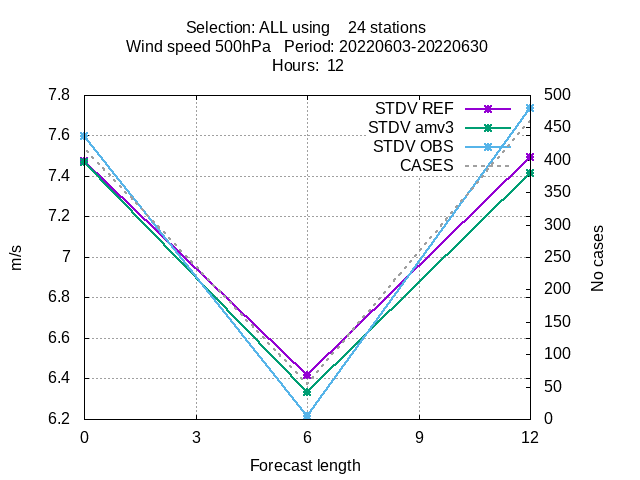 Selection: ALL using    24 stations
Wind speed 500hPa   Period: 20220603-20220630
Hours:  12
7.8
7.6
7.4
7.2
7
6.8
6.6
6.4
6.2
m/s
STDV REF
STDV amv3
STDV OBS
CASES
500
450
400
350
300
250
200
150
100
50
0
No cases
0 3 6 9 12
Forecast length